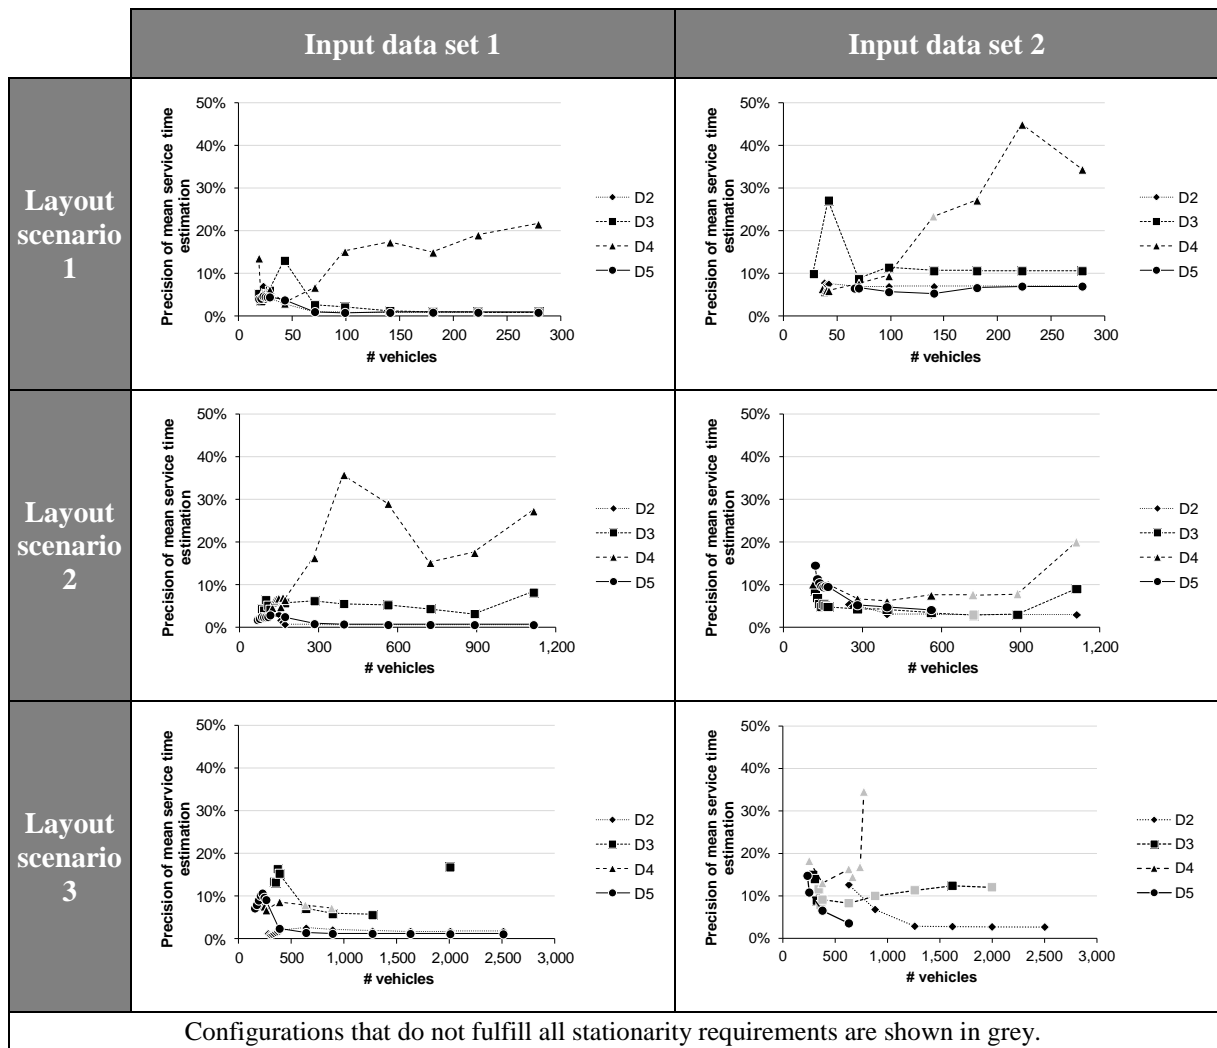 Input data set 1
Input data set 2
Layout
scenario
1
Precision of mean service time
estimation
50%
40%
30%
20%
10%
0%
0 50 100 150 200 250 300
# vehicles
D2
D3
D4
D5
Precision of mean service time
estimation
50%
40%
30%
20%
10%
0%
0 50 100 150 200 250 300
# vehicles
D2
D3
D4
D5
Layout
scenario
2
Precision of mean service time
estimation
50%
40%
30%
20%
10%
0%
0 300 600 900 1,200
# vehicles
D2
D3
D4
D5
Precision of mean service time
estimation
50%
40%
30%
20%
10%
0%
0 300 600 900 1,200
# vehicles
D2
D3
D4
D5
Layout
scenario
3
Precision of mean service time
estimation
50%
40%
30%
20%
10%
0%
0 500 1,000 1,500 2,000 2,500 3,000
# vehicles
D2
D3
D4
D5
Precision of mean service time
estimation
50%
40%
30%
20%
10%
0%
0 500 1,000 1,500 2,000 2,500 3,000
# vehicles
D2
D3
D4
D5
Configurations that do not fulfill all stationarity requirements are shown in grey.